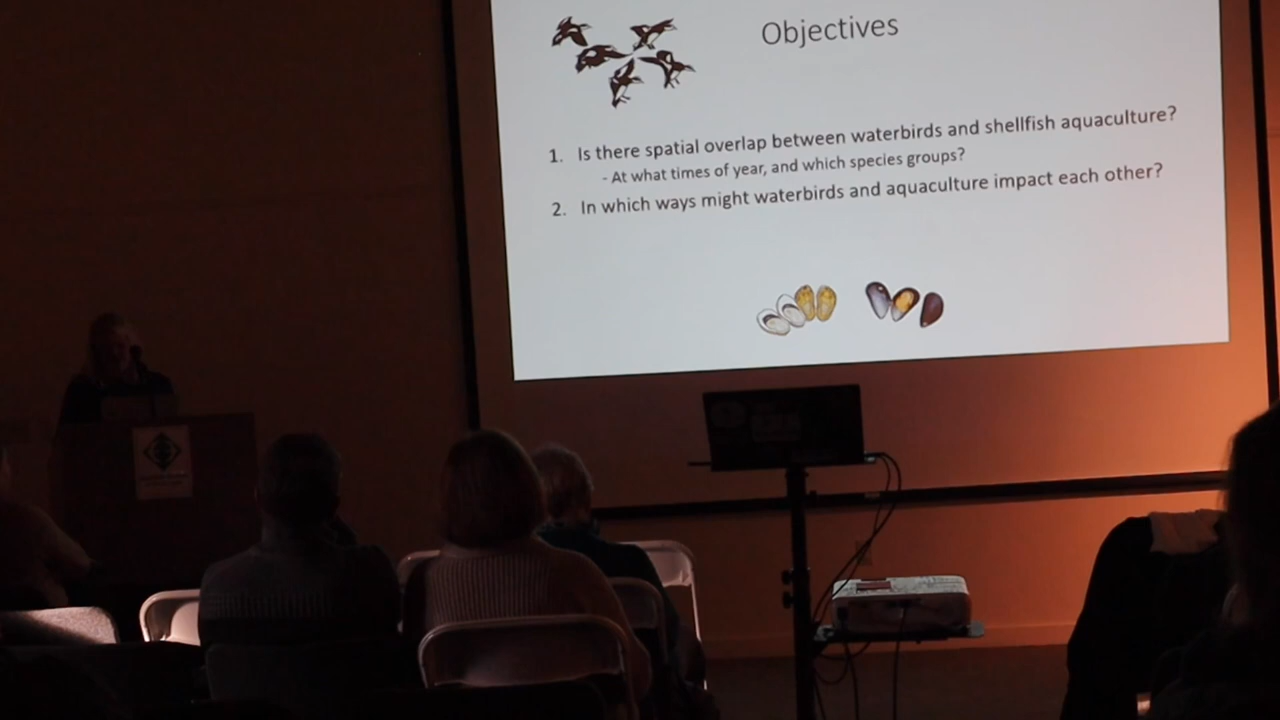 Objectives
1. Is there spatial overlap between waterbirds and shellfish aquaculture?
- At what times of year, and which species groups?
2. In which ways might waterbirds and aquaculture impact each other?